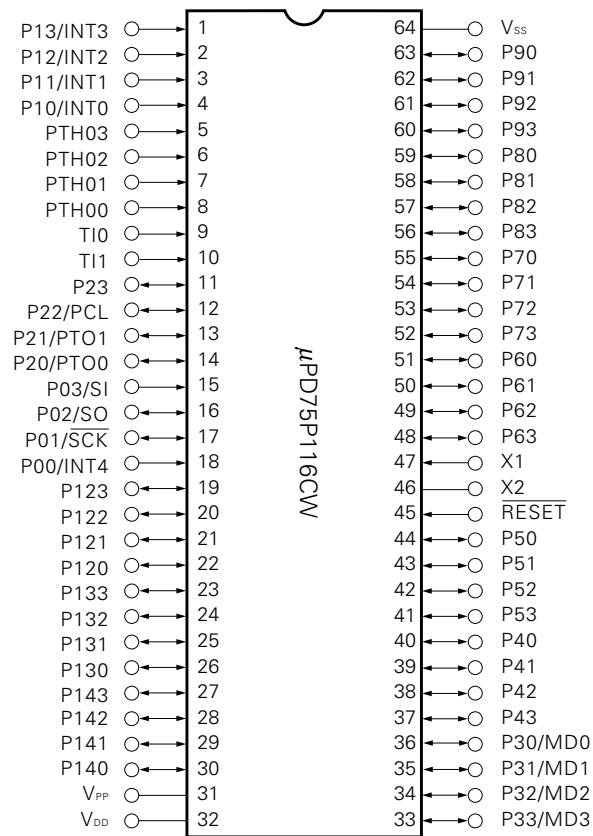 P13/INT3 1 64 Vss
P12/INT2 2 63 P90
P11/INT1 3 62 P91
P10/INT0 4 61 P92
PTH03 5 60 P93
PTH02 6 59 P80
PTH01 7 58 P81
PTH00 8 57 P82
TI0 9 56 P83
TI1 10 55 P70
P23 11 54 P71
P22/PCL 12 53 P72
P21/PTO1 13 52 P73
P20/PTO0 14 51 P60
P03/SI 15 50 P61
P02/SO 16 49 P62
P01/SCK 17 48 P63
P00/INT4 18 47 X1
P123 19 46 X2
P122 20 45 RESET
P121 21 44 P50
P120 22 43 P51
P133 23 42 P52
P132 24 41 P53
P131 25 40 P40
P130 26 39 P41
P143 27 38 P42
P142 28 37 P43
P141 29 36 P30/MD0
P140 30 35 P31/MD1
VPP 31 34 P32/MD2
VDD 32 33 P33/MD3
μPD75P116CW